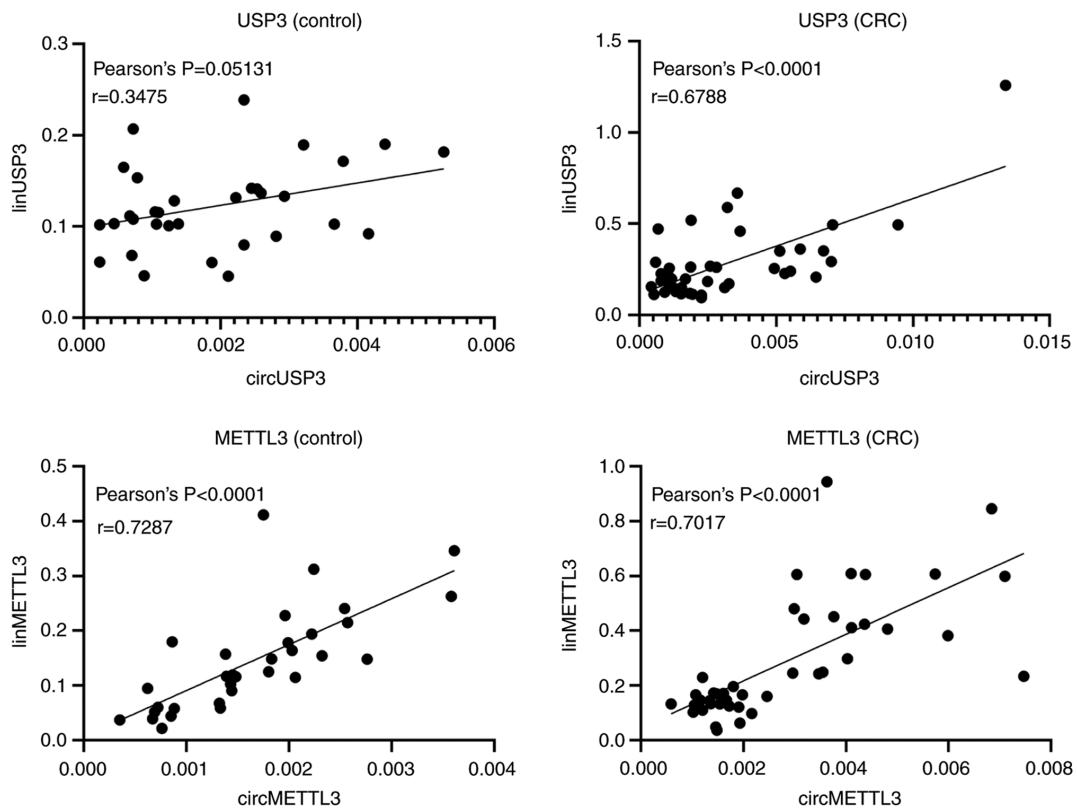 USP3 (control)
Pearson's P=0.05131
r=0.3475
linUSP3
0.3
0.2
0.1
0.0
0.000
0.002
0.004
0.006
circUSP3
USP3 (CRC)
Pearson's P<0.0001
r=0.6788
linUSP3
1.5
1.0
0.5
0.0
0.000
0.005
0.010
0.015
circUSP3
METTL3 (control)
Pearson's P<0.0001
r=0.7287
linMETTL3
0.5
0.4
0.3
0.2
0.1
0.0
0.000
0.001
0.002
0.003
0.004
circMETTL3
METTL3 (CRC)
Pearson's P<0.0001
r=0.7017
linMETTL3
1.0
0.8
0.6
0.4
0.2
0.0
0.000
0.002
0.004
0.006
0.008
circMETTL3